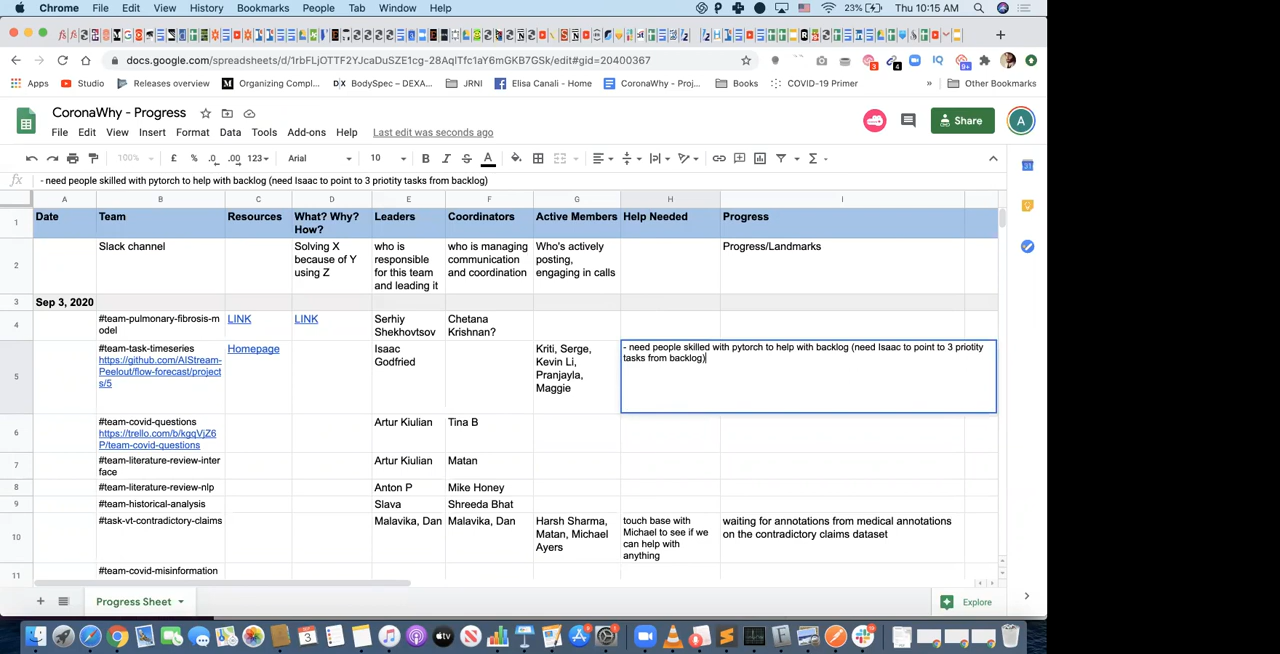 Chrome File Edit View History Bookmarks People Tab Window Help 23% Thu 10:15 AM
docs.google.com/spreadsheets/d/1rbFLjOTTF2YJcaDuSZE1cg-28AqlTfc1aY6mGKB7GSk/edit#gid=20400367
Apps Studio Releases overview Organizing Compl... BodySpec – DEXA... JRNI Elisa Canali - Home CoronaWhy - Proj... Books COVID-19 Primer » Other Bookmarks
CoronaWhy - Progress
File Edit View Insert Format Data Tools Add-ons Help Last edit was seconds ago
Share
A
100% £ % .0 .00 123 Arial 10 B I S A
fx - need people skilled with pytorch to help with backlog (need Isaac to point to 3 priotity tasks from backlog)
A B C D E F G H I
1 Date Team Resources What? Why? How? Leaders Coordinators Active Members Help Needed Progress
2 Slack channel Solving X because of Y using Z who is responsible for this team and leading it who is managing communication and coordination Who's actively posting, engaging in calls Progress/Landmarks
3 Sep 3, 2020
4 #team-pulmonary-fibrosis-model LINK LINK Serhiy Shekhovtsov Chetana Krishnan?
5 #team-task-timeseries https://github.com/AIStream-Peelout/flow-forecast/projects/5 Homepage Isaac Godfried Kriti, Serge, Kevin Li, Pranjayla, Maggie - need people skilled with pytorch to help with backlog (need Isaac to point to 3 priotity tasks from backlog)
6 #team-covid-questions https://trello.com/b/kgqVjZ6P/team-covid-questions Artur Kiulian Tina B
7 #team-literature-review-interface Artur Kiulian Matan
8 #team-literature-review-nlp Anton P Mike Honey
9 #team-historical-analysis Slava Shreeda Bhat
10 #task-vt-contradictory-claims Malavika, Dan Malavika, Dan Harsh Sharma, Matan, Michael Ayers touch base with Michael to see if we can help with anything waiting for annotations from medical annotations on the contradictory claims dataset
11 #team-covid-misinformation
Progress Sheet
Explore